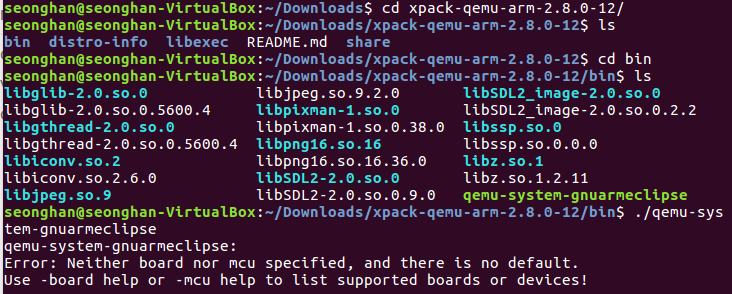 seonghan@seonghan-VirtualBox:~/Downloads$ cd xpack-qemu-arm-2.8.0-12/
seonghan@seonghan-VirtualBox:~/Downloads/xpack-qemu-arm-2.8.0-12$ ls
bin distro-info libexec README.md share
seonghan@seonghan-VirtualBox:~/Downloads/xpack-qemu-arm-2.8.0-12$ cd bin
seonghan@seonghan-VirtualBox:~/Downloads/xpack-qemu-arm-2.8.0-12/bin$ ls
libglib-2.0.so.0 libjpeg.so.9.2.0 libSDL2_image-2.0.so.0
libglib-2.0.so.0.5600.4 libpixman-1.so.0 libSDL2_image-2.0.so.0.2.2
libgthread-2.0.so.0 libpixman-1.so.0.38.0 libssp.so.0
libgthread-2.0.so.0.5600.4 libpng16.so.16 libssp.so.0.0.0
libiconv.so.2 libpng16.so.16.36.0 libz.so.1
libiconv.so.2.6.0 libSDL2-2.0.so.0 libz.so.1.2.11
libjpeg.so.9 libSDL2-2.0.so.0.9.0 qemu-system-gnuarmeclipse
seonghan@seonghan-VirtualBox:~/Downloads/xpack-qemu-arm-2.8.0-12/bin$ ./qemu-sys
tem-gnuarmeclipse
qemu-system-gnuarmeclipse:
Error: Neither board nor mcu specified, and there is no default.
Use -board help or -mcu help to list supported boards or devices!